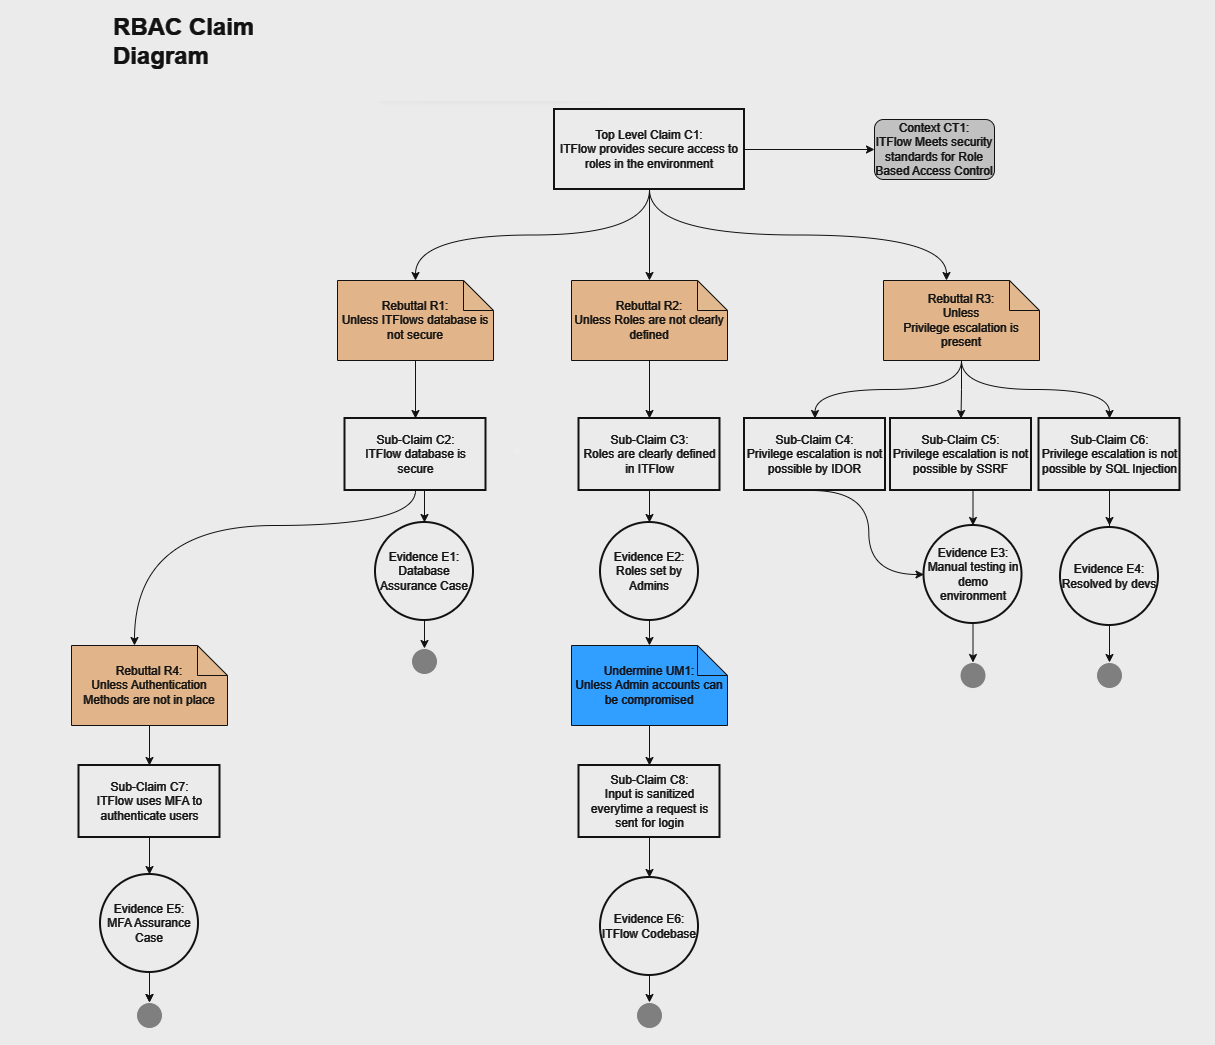 RBAC Claim
Diagram
Top Level Claim C1:
ITFlow provides secure access to
roles in the environment
Context CT1:
ITFlow Meets security
standards for Role
Based Access Control
Rebuttal R1:
Unless ITFlows database is
not secure
Rebuttal R2:
Unless Roles are not clearly
defined
Rebuttal R3:
Unless
Privilege escalation is
present
Sub-Claim C2:
ITFlow database is
secure
Sub-Claim C3:
Roles are clearly defined
in ITFlow
Sub-Claim C4:
Privilege escalation is not
possible by IDOR
Sub-Claim C5:
Privilege escalation is not
possible by SSRF
Sub-Claim C6:
Privilege escalation is not
possible by SQL Injection
Evidence E1:
Database
Assurance Case
Evidence E2:
Roles set by
Admins
Evidence E3:
Manual testing in
demo
environment
Evidence E4:
Resolved by devs
Rebuttal R4:
Unless Authentication
Methods are not in place
Undermine UM1:
Unless Admin accounts can
be compromised
Sub-Claim C7:
ITFlow uses MFA to
authenticate users
Sub-Claim C8:
Input is sanitized
everytime a request is
sent for login
Evidence E5:
MFA Assurance
Case
Evidence E6:
ITFlow Codebase